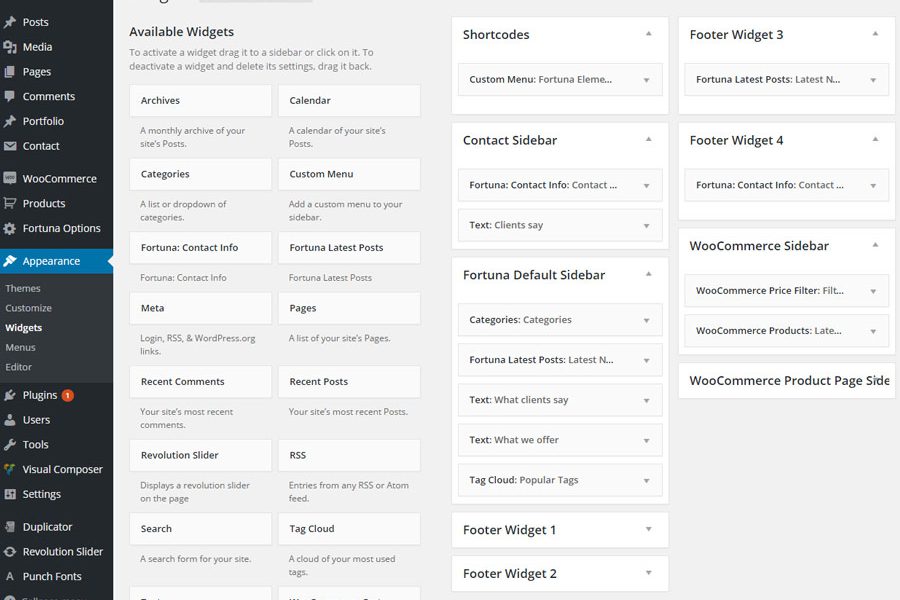 Posts
Media
Pages
Comments
Portfolio
Contact
WooCommerce
Products
Fortuna Options
Appearance
Themes
Customize
Widgets
Menus
Editor
Plugins 1
Users
Tools
Visual Composer
Settings
Duplicator
Revolution Slider
Punch Fonts
Available Widgets
To activate a widget drag it to a sidebar or click on it. To
deactivate a widget and delete its settings, drag it back.
Archives
A monthly archive of your
site's Posts.
Calendar
A calendar of your site's
Posts.
Categories
A list or dropdown of
categories.
Custom Menu
Add a custom menu to your
sidebar.
Fortuna: Contact Info
Fortuna: Contact Info
Fortuna Latest Posts
Fortuna Latest Posts
Meta
Login, RSS, & WordPress.org
links.
Pages
A list of your site's Pages.
Recent Comments
Your site's most recent
comments.
Recent Posts
Your site's most recent Posts.
Revolution Slider
Displays a revolution slider
on the page
RSS
Entries from any RSS or Atom
feed.
Search
A search form for your site.
Tag Cloud
A cloud of your most used
tags.
Shortcodes
Custom Menu: Fortuna Eleme...
Contact Sidebar
Fortuna: Contact Info: Contact ...
Text: Clients say
Fortuna Default Sidebar
Categories: Categories
Fortuna Latest Posts: Latest N...
Text: What clients say
Text: What we offer
Tag Cloud: Popular Tags
Footer Widget 1
Footer Widget 2
Footer Widget 3
Fortuna Latest Posts: Latest N...
Footer Widget 4
Fortuna: Contact Info: Contact ...
WooCommerce Sidebar
WooCommerce Price Filter: Filt...
WooCommerce Products: Late...
WooCommerce Product Page Side